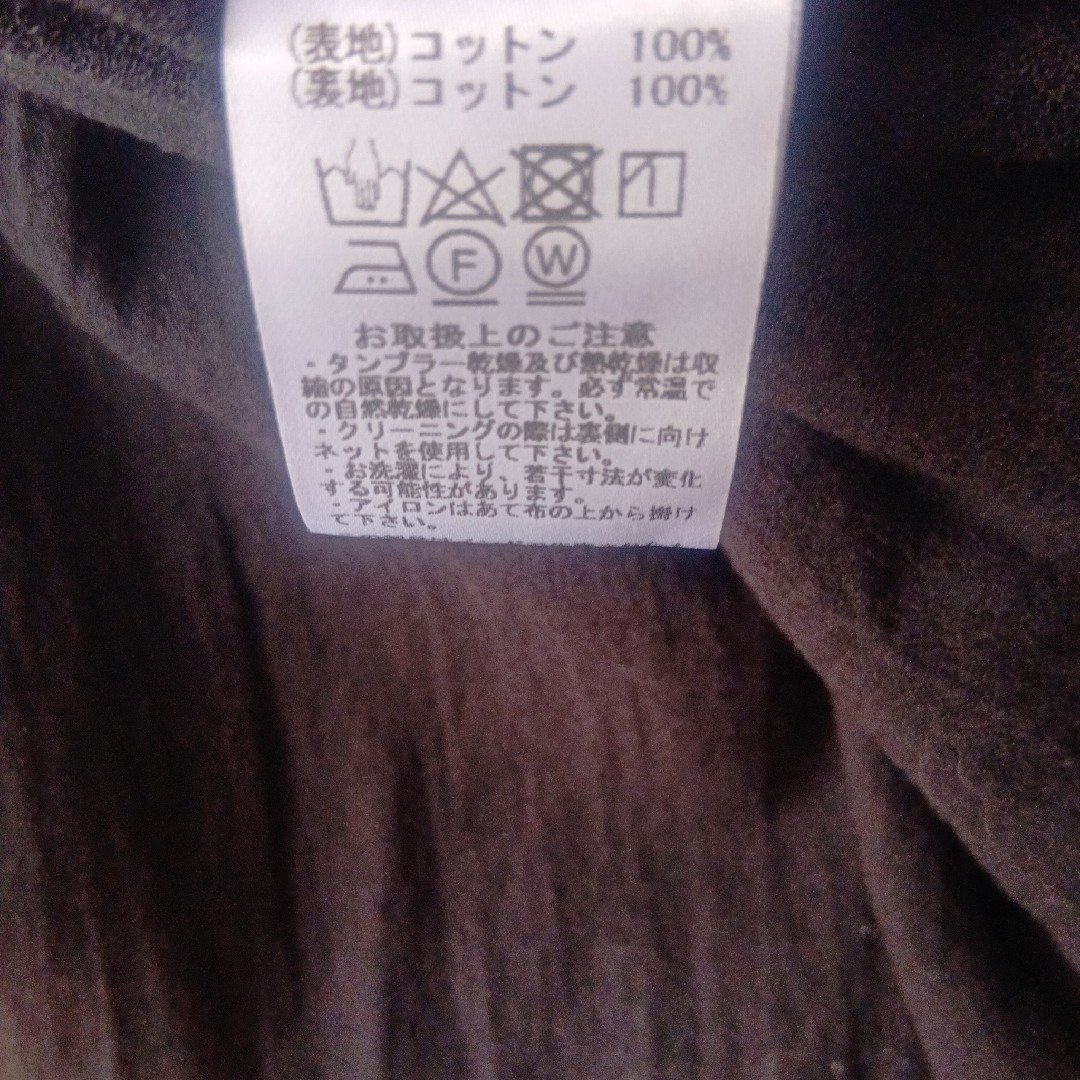 (表地)コットン 100%
(裏地)コットン 100%
F W
お取扱上のご注意
・タンブラー乾燥及び熱乾燥は収
縮の原因となります。必ず常温で
の自然乾燥にして下さい。
・クリーニングの際は裏側に向け
ネットを使用して下さい。
・お洗濯により、若干寸法が変化
する可能性があります。
・アイロンはあて布の上から掛け
て下さい。